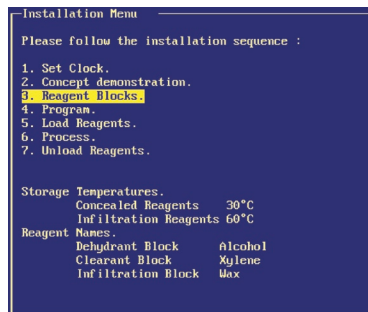 Installation Menu
Please follow the installation sequence :
1. Set Clock.
2. Concept demonstration.
3. Reagent Blocks.
4. Program.
5. Load Reagents.
6. Process.
7. Unload Reagents.
Storage Temperatures.
Concealed Reagents 30°C
Infiltration Reagents 60°C
Reagent Names.
Dehydrant Block Alcohol
Clearant Block Xylene
Infiltration Block Wax